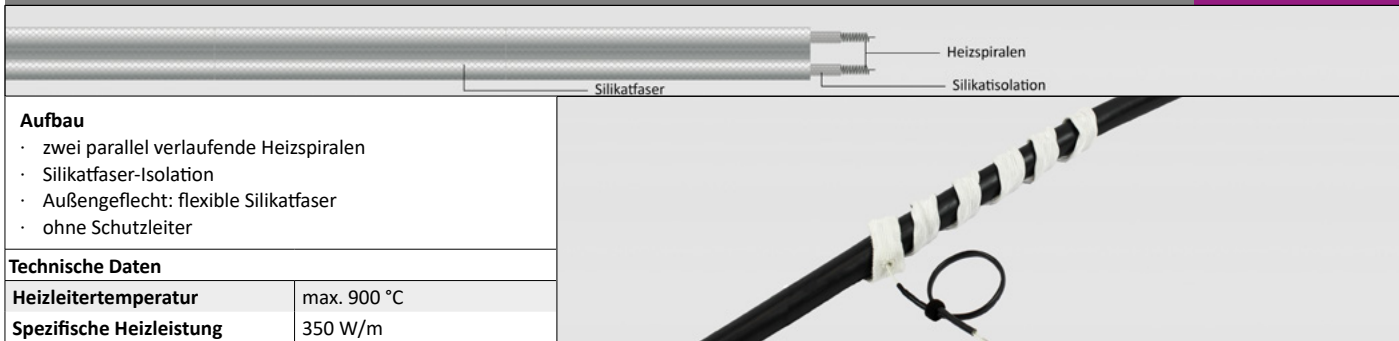 Heizspiralen
Silikatisolation
Silikatfaser
Aufbau
· zwei parallel verlaufende Heizspiralen
· Silikatfaser-Isolation
· Außengeflecht: flexible Silikatfaser
· ohne Schutzleiter
Technische Daten
Heizleitertemperatur max. 900 °C
Spezifische Heizleistung 350 W/m